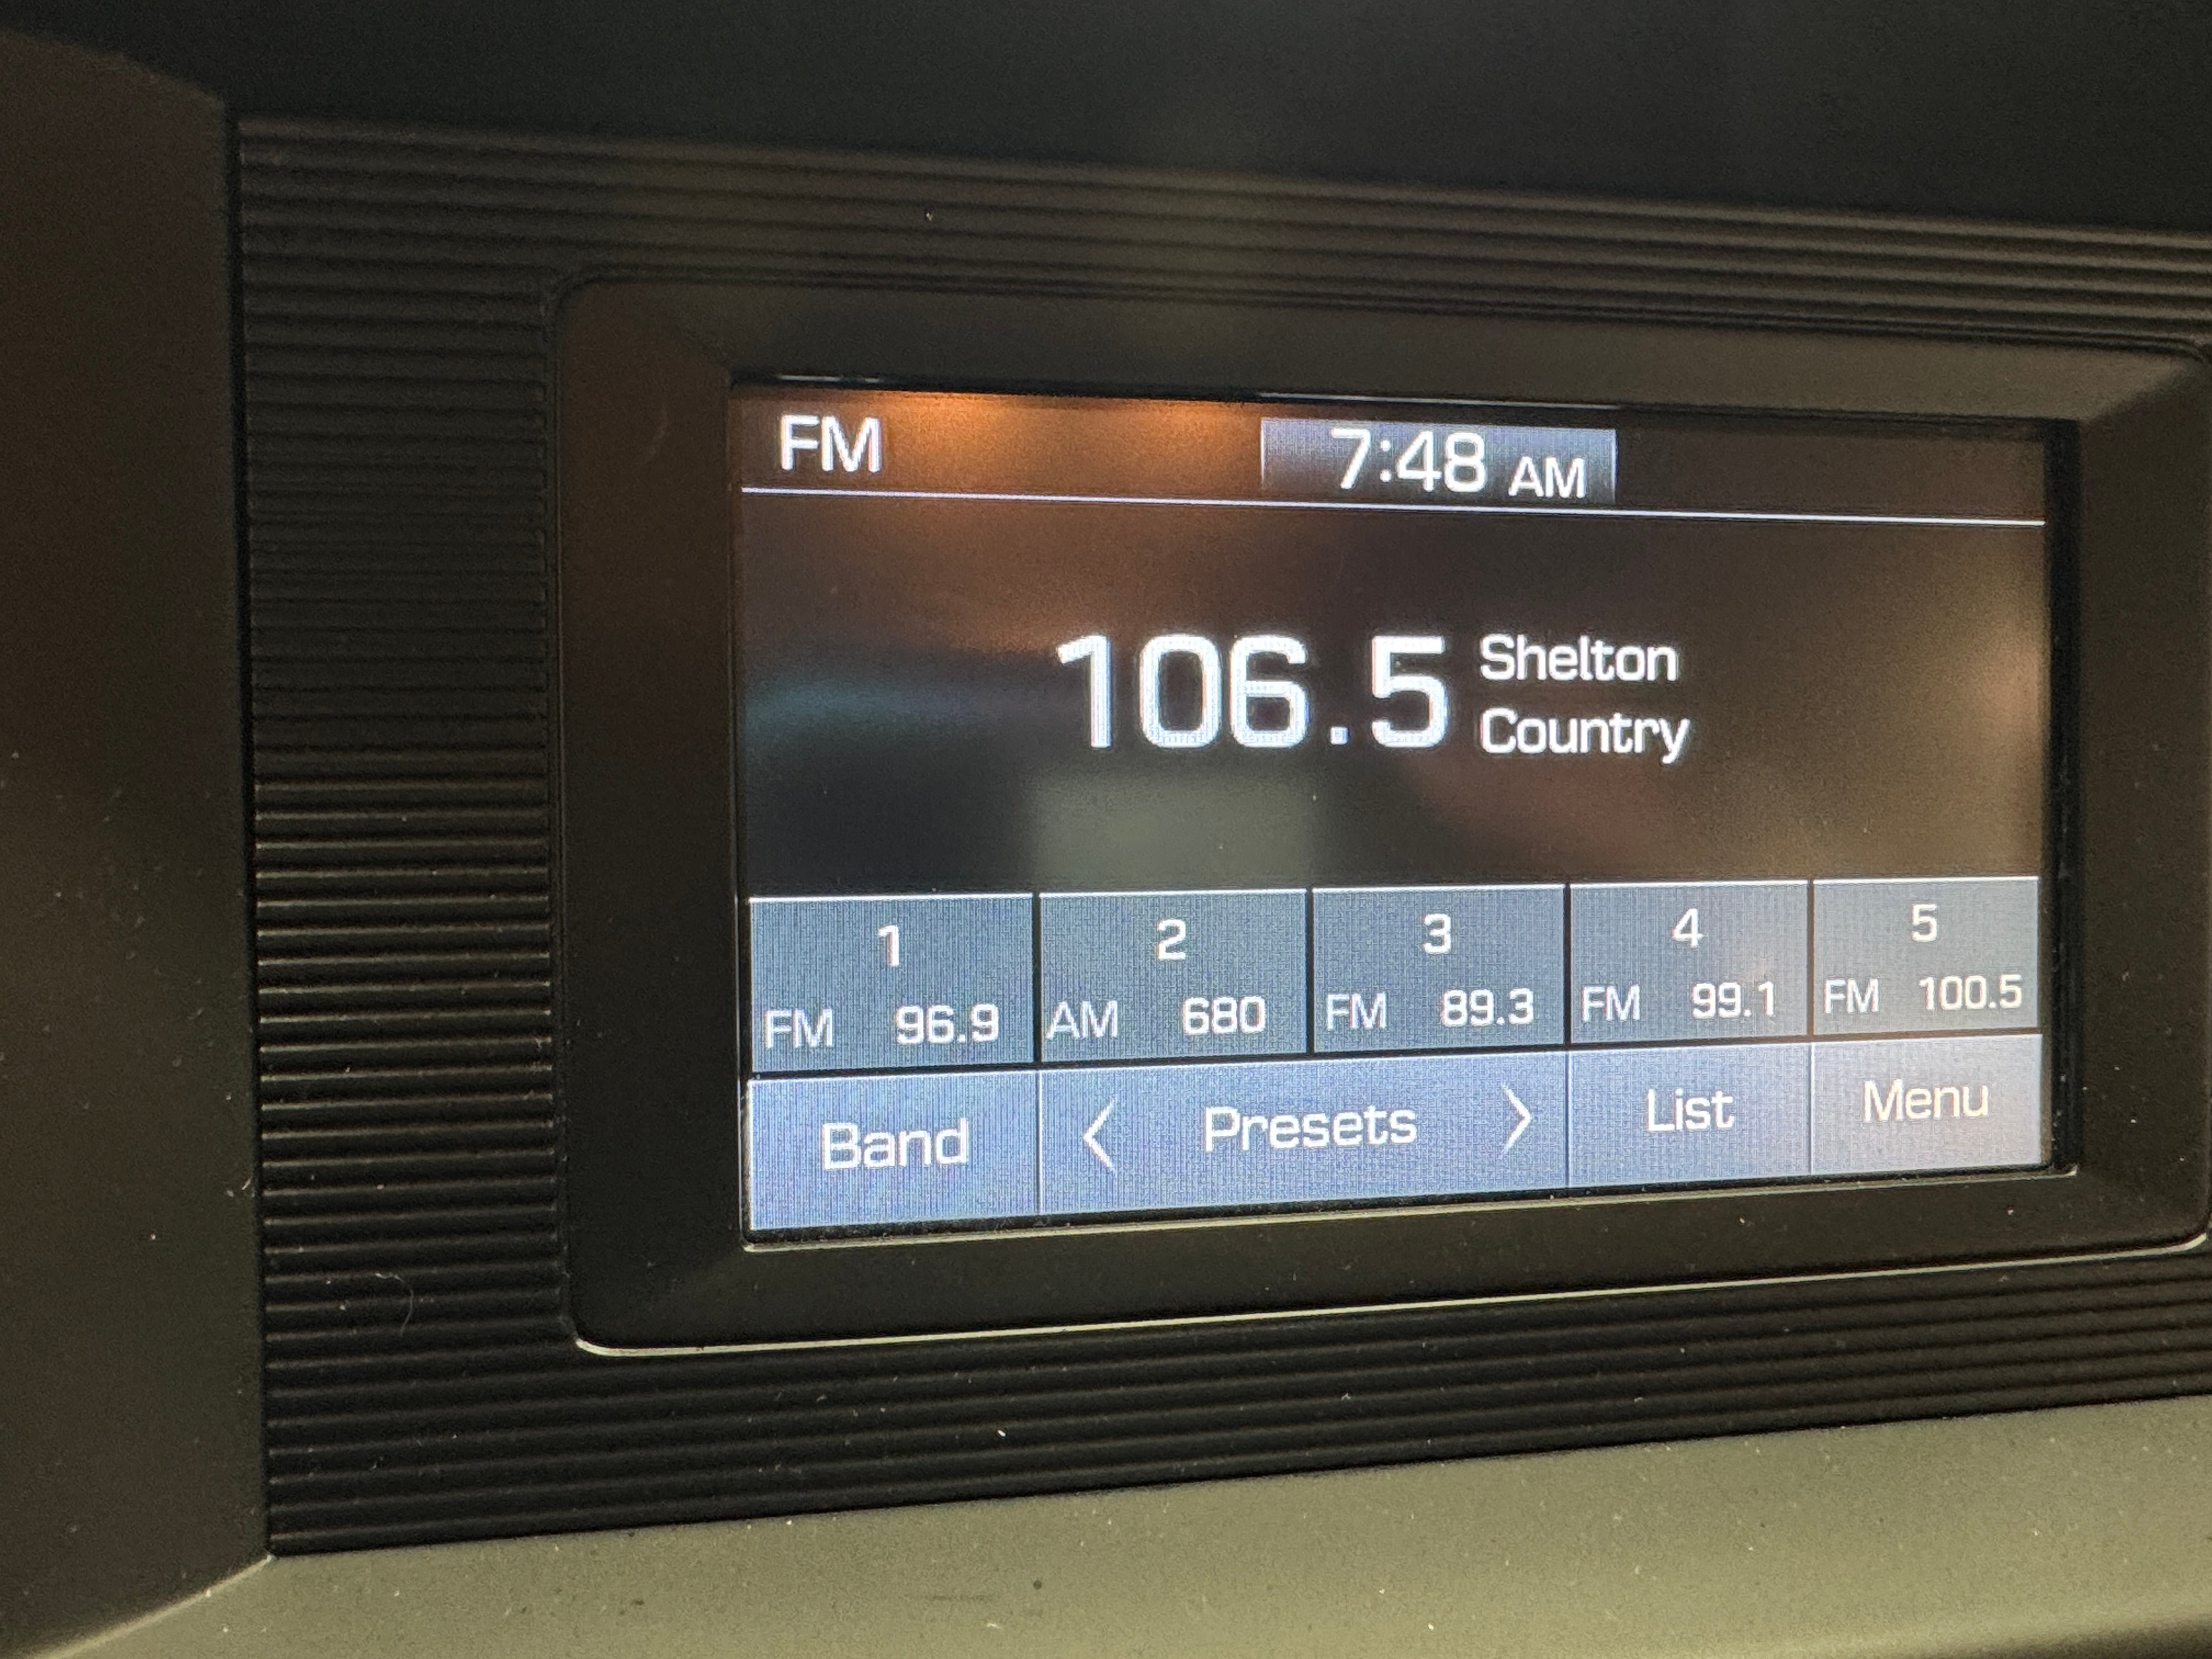 FM 7:48 AM
106.5 Shelton
Country
1 2 3 4 5
FM 96.9 AM 680 FM 89.3 FM 99.1 FM 100.5
Band < Presets > List Menu